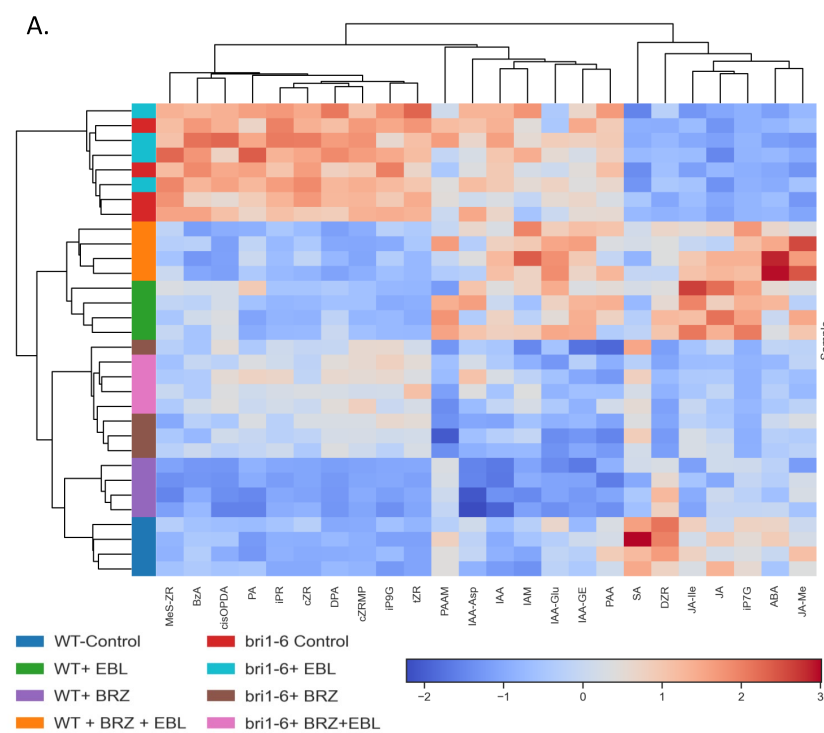 A.
Sample
MeS-ZR BzA cisOPDA PA iPR cZR DPA cZRMP iP9G tZR PAAM IAA-Asp IAA IAM IAA-Glu IAA-GE PAA SA DZR JA-Ile JA iP7G ABA JA-Me
WT-Control
WT+ EBL
WT+ BRZ
WT + BRZ + EBL
bri1-6 Control
bri1-6+ EBL
bri1-6+ BRZ
bri1-6+ BRZ+EBL
−2 −1 0 1 2 3